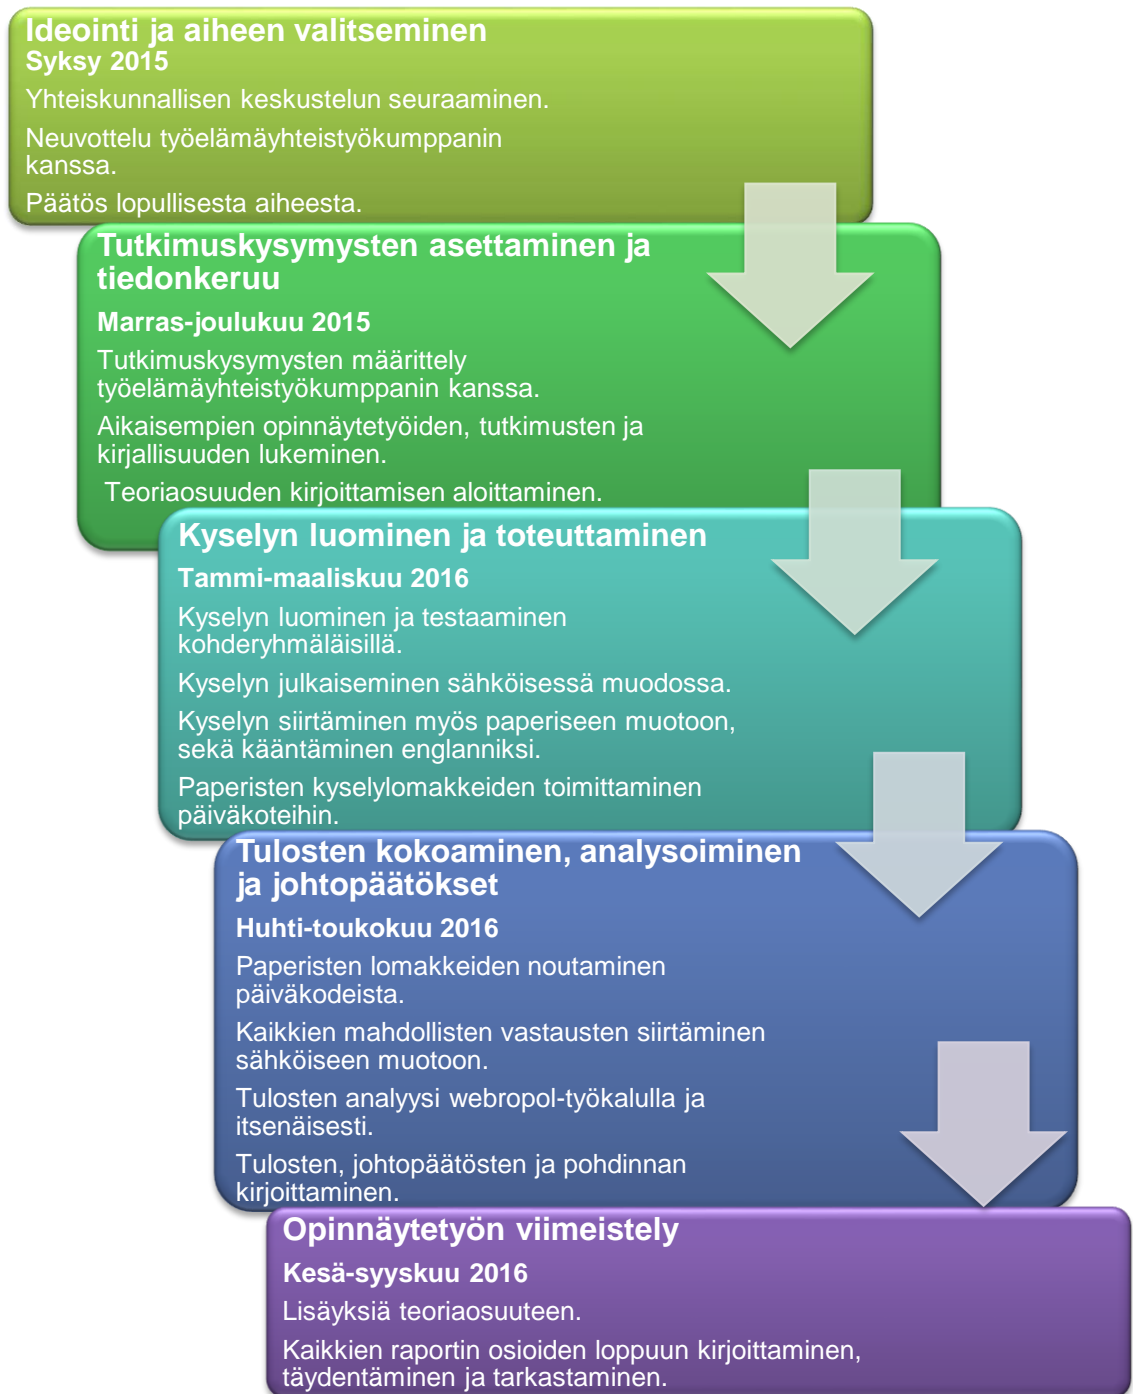 Ideointi ja aiheen valitseminen
Syksy 2015
Yhteiskunnallisen keskustelun seuraaminen.
Neuvottelu työelämäyhteistyökumppanin
kanssa.
Päätös lopullisesta aiheesta.
Tutkimuskysymysten asettaminen ja
tiedonkeruu
Marras-joulukuu 2015
Tutkimuskysymysten määrittely
työelämäyhteistyökumppanin kanssa.
Aikaisempien opinnäytetyöiden, tutkimusten ja
kirjallisuuden lukeminen.
Teoriaosuuden kirjoittamisen aloittaminen.
Kyselyn luominen ja toteuttaminen
Tammi-maaliskuu 2016
Kyselyn luominen ja testaaminen
kohderyhmäläisillä.
Kyselyn julkaiseminen sähköisessä muodossa.
Kyselyn siirtäminen myös paperiseen muotoon,
sekä kääntäminen englanniksi.
Paperisten kyselylomakkeiden toimittaminen
päiväkoteihin.
Tulosten kokoaminen, analysoiminen
ja johtopäätökset
Huhti-toukokuu 2016
Paperisten lomakkeiden noutaminen
päiväkodeista.
Kaikkien mahdollisten vastausten siirtäminen
sähköiseen muotoon.
Tulosten analyysi webropol-työkalulla ja
itsenäisesti.
Tulosten, johtopäätösten ja pohdinnan
kirjoittaminen.
Opinnäytetyön viimeistely
Kesä-syyskuu 2016
Lisäyksiä teoriaosuuteen.
Kaikkien raportin osioiden loppuun kirjoittaminen,
täydentäminen ja tarkastaminen.